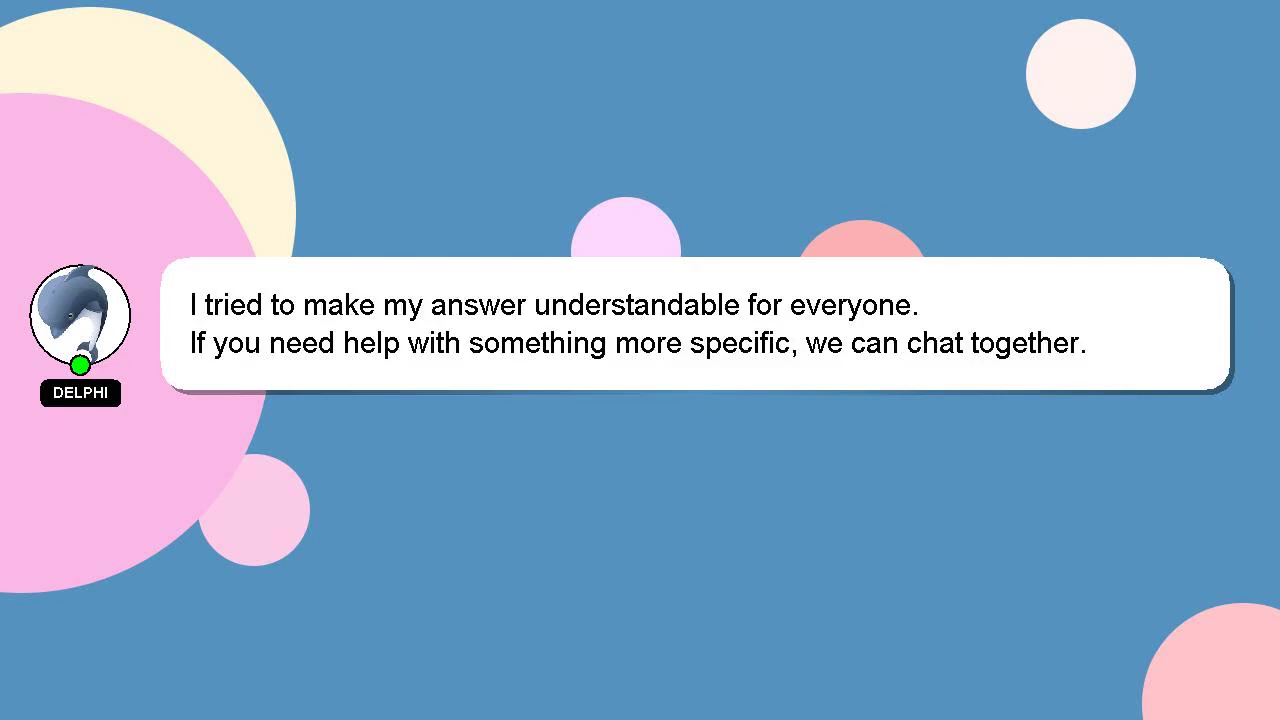 I tried to make my answer understandable for everyone.
If you need help with something more specific, we can chat together.
DELPHI